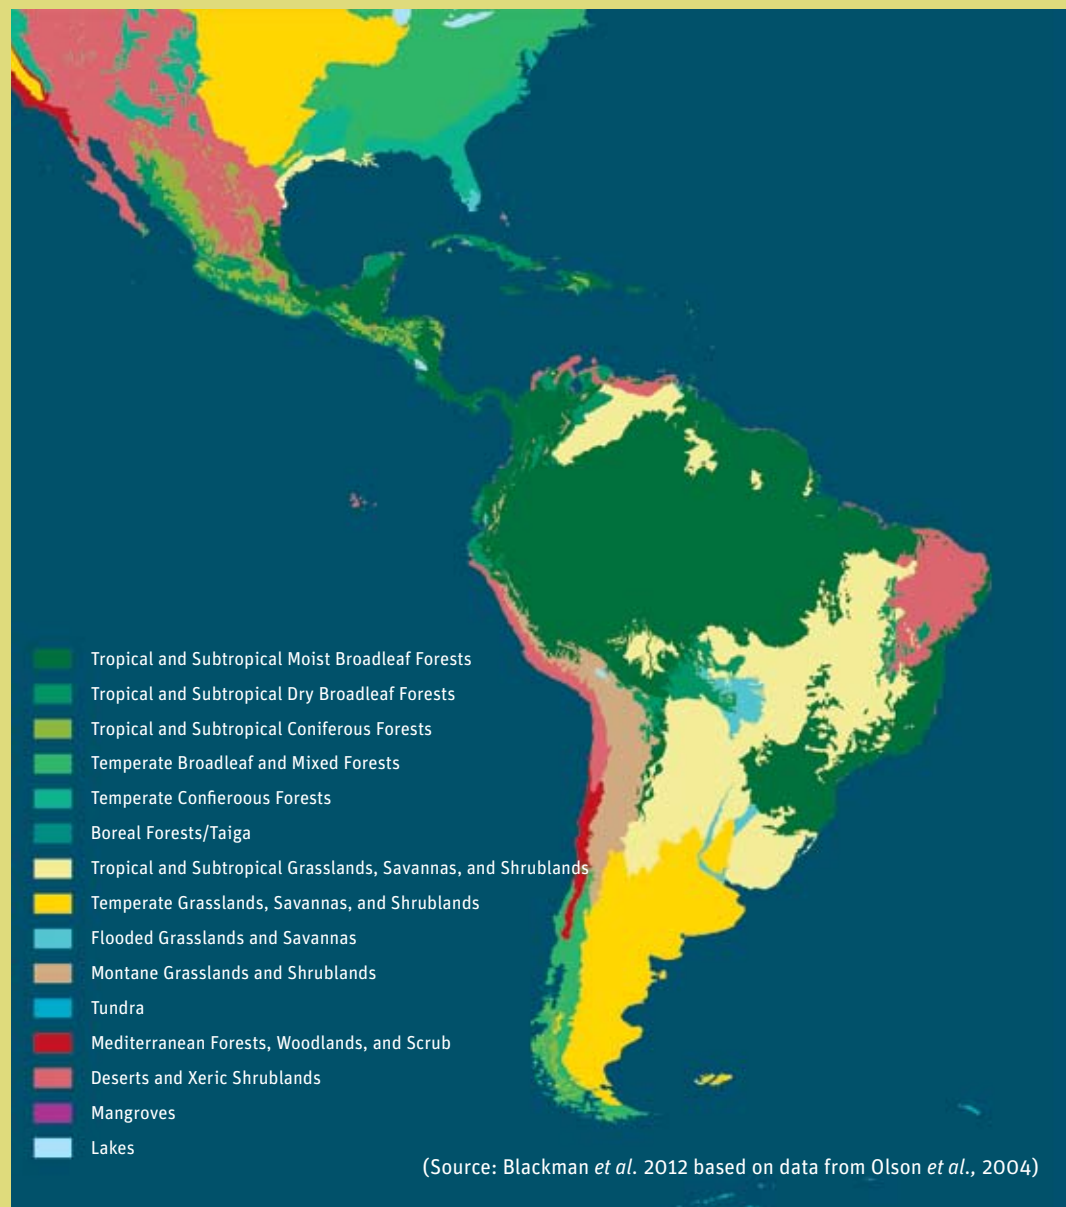 Tropical and Subtropical Moist Broadleaf Forests
Tropical and Subtropical Dry Broadleaf Forests
Tropical and Subtropical Coniferous Forests
Temperate Broadleaf and Mixed Forests
Temperate Confieroous Forests
Boreal Forests/Taiga
Tropical and Subtropical Grasslands, Savannas, and Shrublands
Temperate Grasslands, Savannas, and Shrublands
Flooded Grasslands and Savannas
Montane Grasslands and Shrublands
Tundra
Mediterranean Forests, Woodlands, and Scrub
Deserts and Xeric Shrublands
Mangroves
Lakes
(Source: Blackman et al. 2012 based on data from Olson et al., 2004)